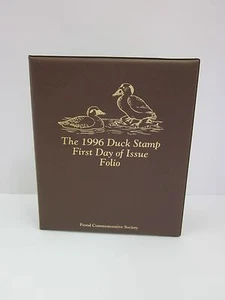 The 1996 Duck Stamp
First Day of Issue
Folio
Postal Commemorative Society